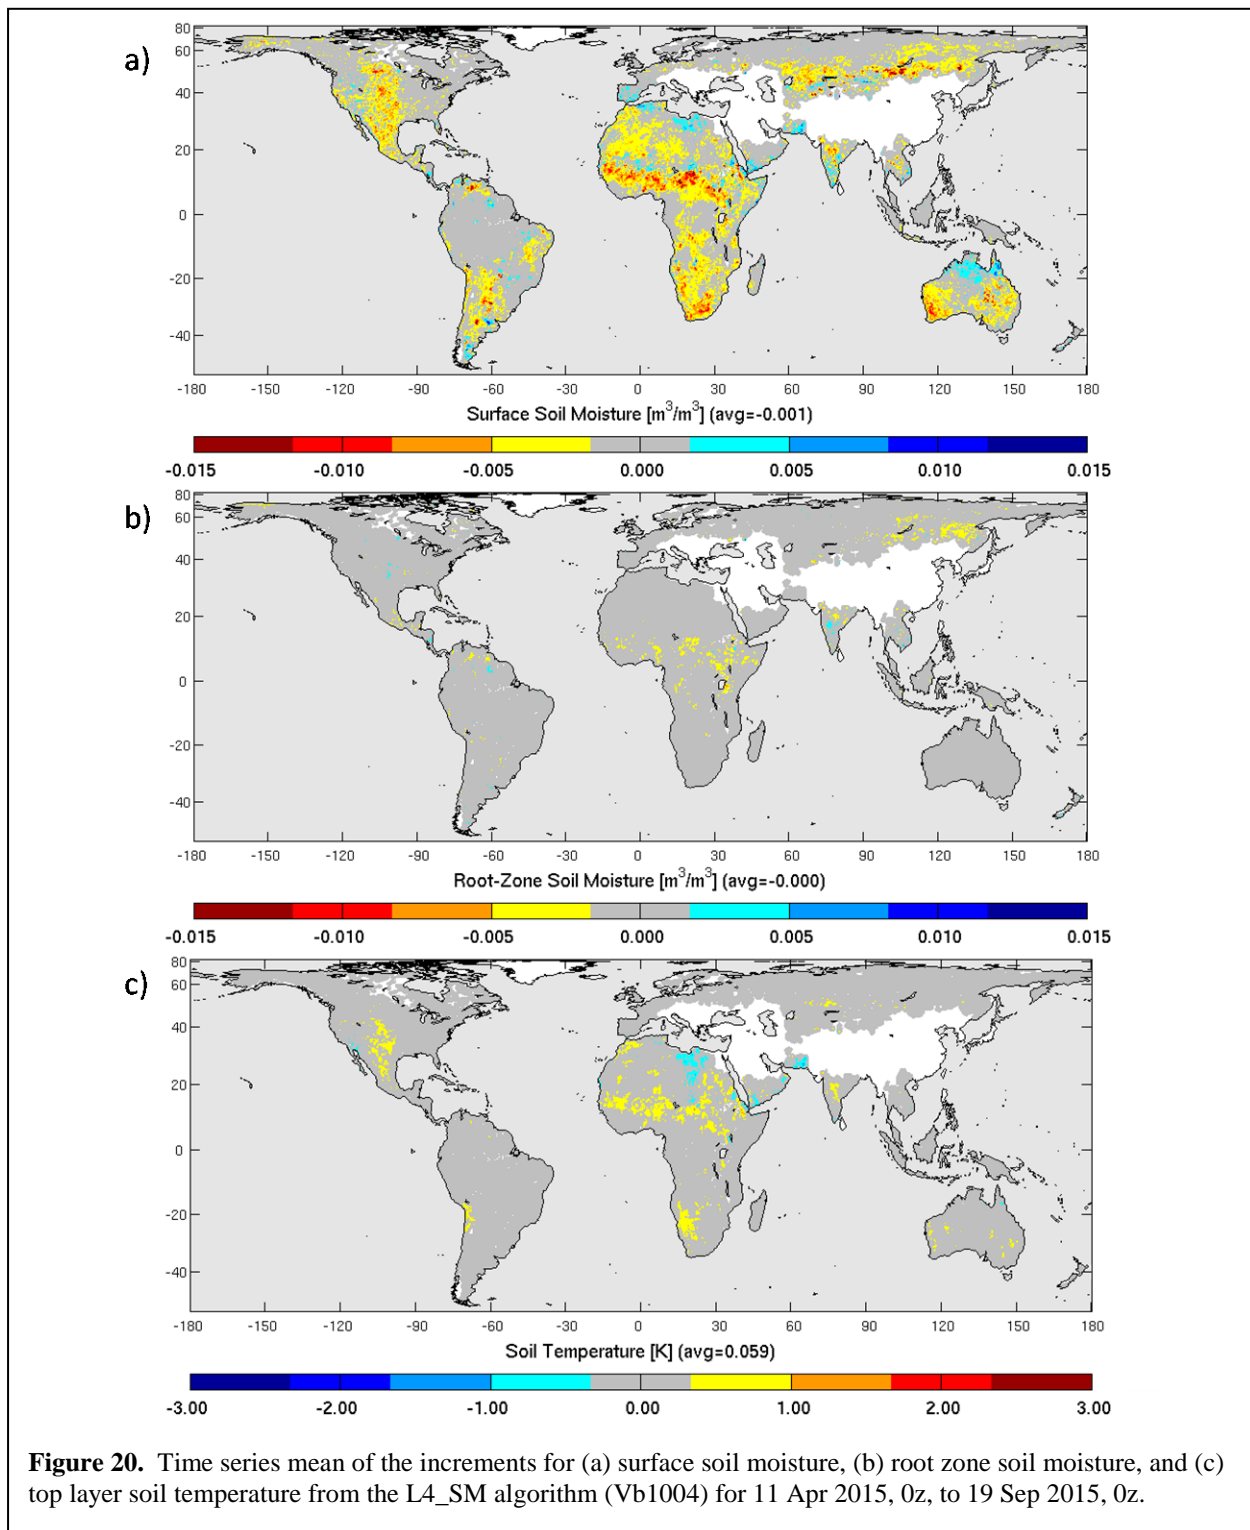 a)
80
60
40
20
0
-20
-40
-180 -150 -120 -90 -60 -30 0 30 60 90 120 150 180
Surface Soil Moisture [m³/m³] (avg=-0.001)
-0.015 -0.010 -0.005 0.000 0.005 0.010 0.015
b)
80
60
40
20
0
-20
-40
-180 -150 -120 -90 -60 -30 0 30 60 90 120 150 180
Root-Zone Soil Moisture [m³/m³] (avg=-0.000)
-0.015 -0.010 -0.005 0.000 0.005 0.010 0.015
c)
80
60
40
20
0
-20
-40
-180 -150 -120 -90 -60 -30 0 30 60 90 120 150 180
Soil Temperature [K] (avg=0.059)
-3.00 -2.00 -1.00 0.00 1.00 2.00 3.00
Figure 20. Time series mean of the increments for (a) surface soil moisture, (b) root zone soil moisture, and (c)
top layer soil temperature from the L4_SM algorithm (Vb1004) for 11 Apr 2015, 0z, to 19 Sep 2015, 0z.